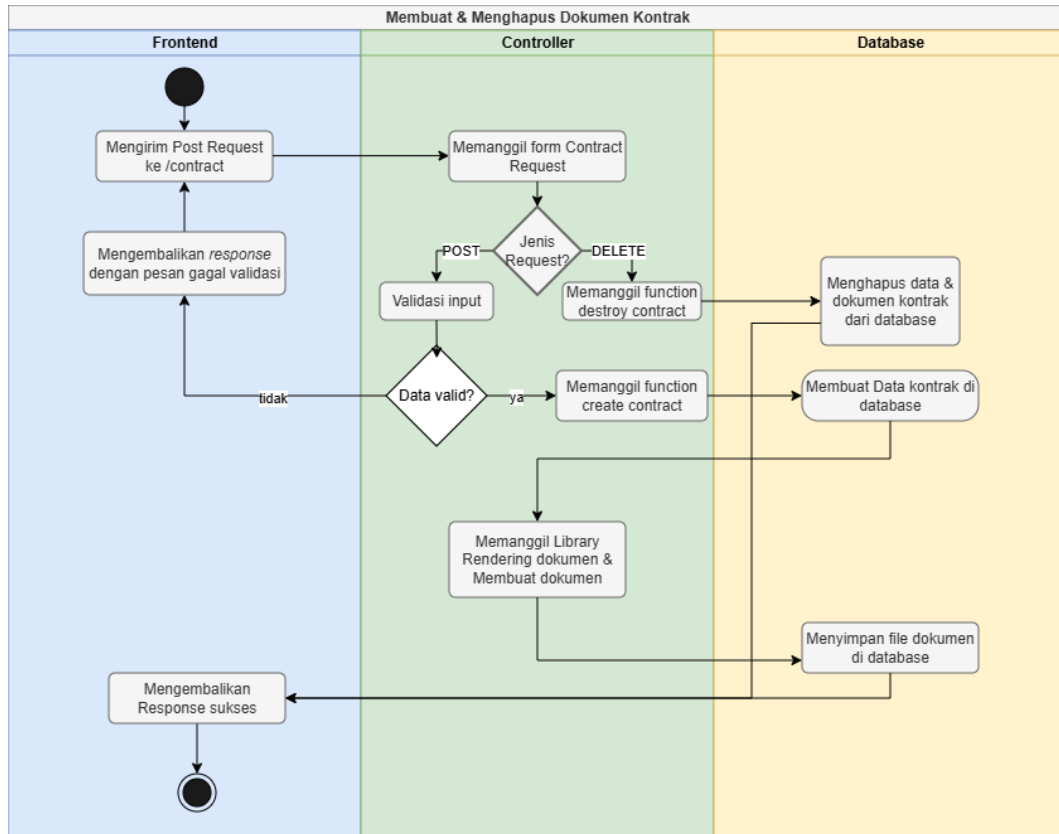 Membuat & Menghapus Dokumen Kontrak
Frontend
Controller
Database
Mengirim Post Request
ke /contract
Memanggil form Contract
Request
Jenis
Request?
POST
DELETE
Mengembalikan response
dengan pesan gagal validasi
Validasi input
Memanggil function
destroy contract
Menghapus data &
dokumen kontrak
dari database
Data valid?
tidak
ya
Memanggil function
create contract
Membuat Data kontrak di
database
Memanggil Library
Rendering dokumen &
Membuat dokumen
Menyimpan file dokumen
di database
Mengembalikan
Response sukses